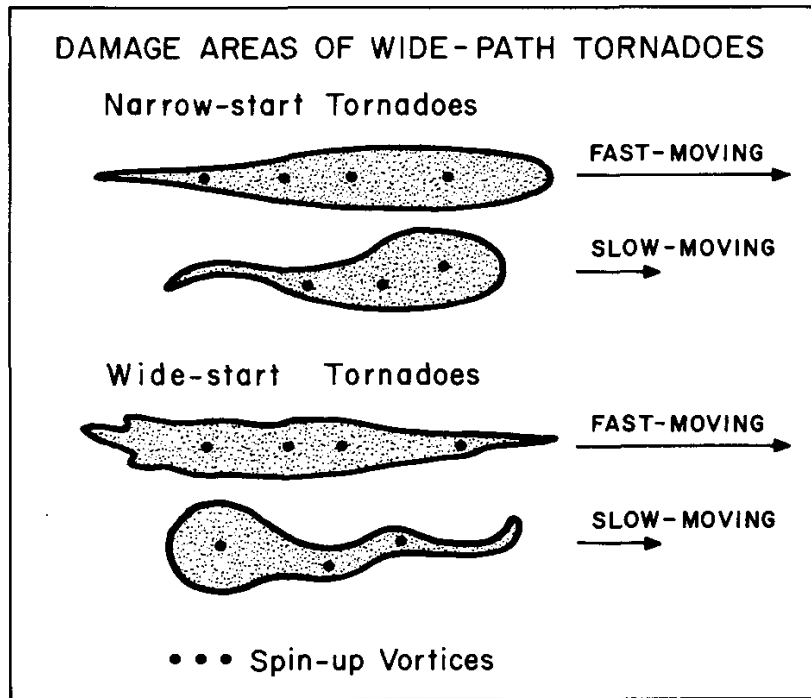 DAMAGE AREAS OF WIDE-PATH TORNADOES
Narrow-start Tornadoes
FAST-MOVING
SLOW-MOVING
Wide-start Tornadoes
FAST-MOVING
SLOW-MOVING
• • • Spin-up Vortices